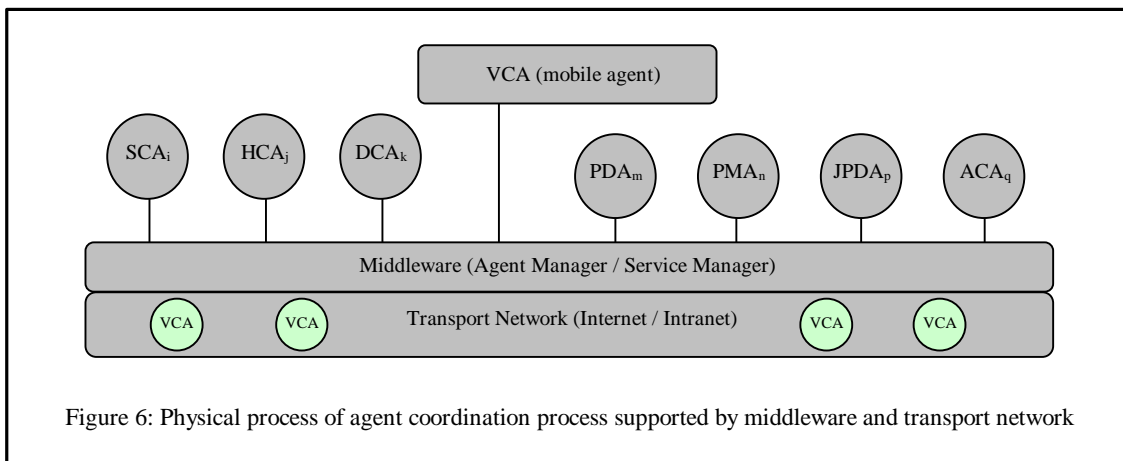 VCA (mobile agent)
SCAi HCAj DCAk
PDAm PMAn JPDAp ACAq
Middleware (Agent Manager / Service Manager)
VCA VCA Transport Network (Internet / Intranet) VCA VCA
Figure 6: Physical process of agent coordination process supported by middleware and transport network